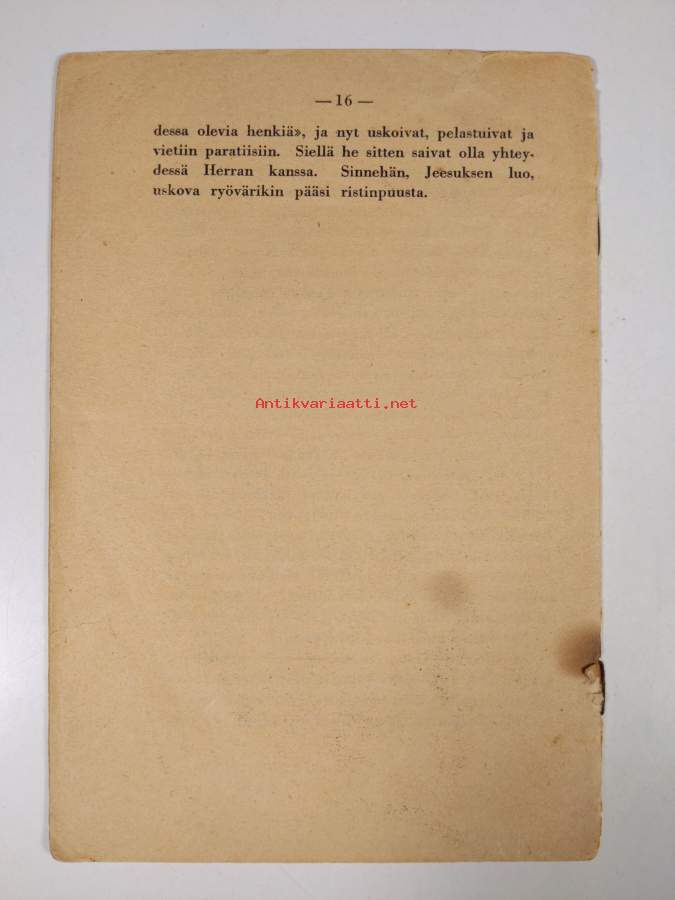 —16—
dessa olevia henkiä», ja nyt uskoivat, pelastuivat ja
vietiin paratiisiin. Siellä he sitten saivat olla yhtey-
dessä Herran kanssa. Sinnehän, Jeesuksen luo,
uskova ryövärikin pääsi ristinpuusta.
Antikvariaatti.net